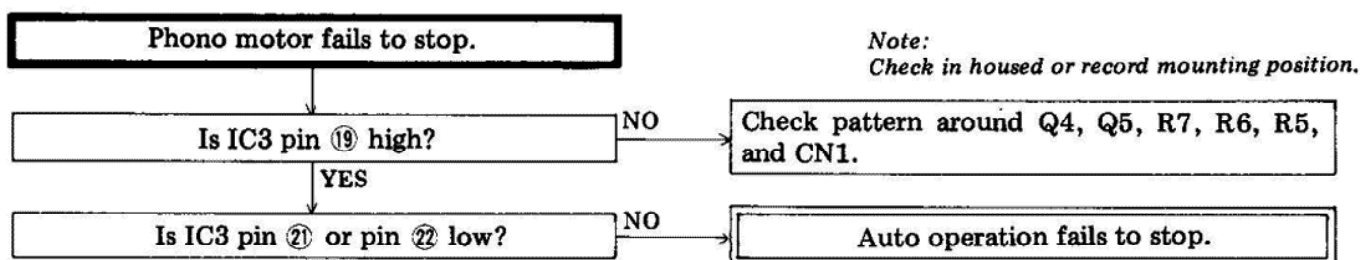 Phono motor fails to stop.
Note:
Check in housed or record mounting position.
Is IC3 pin ⑲ high?
NO
Check pattern around Q4, Q5, R7, R6, R5,
and CN1.
YES
Is IC3 pin ㉑ or pin ㉒ low?
NO
Auto operation fails to stop.